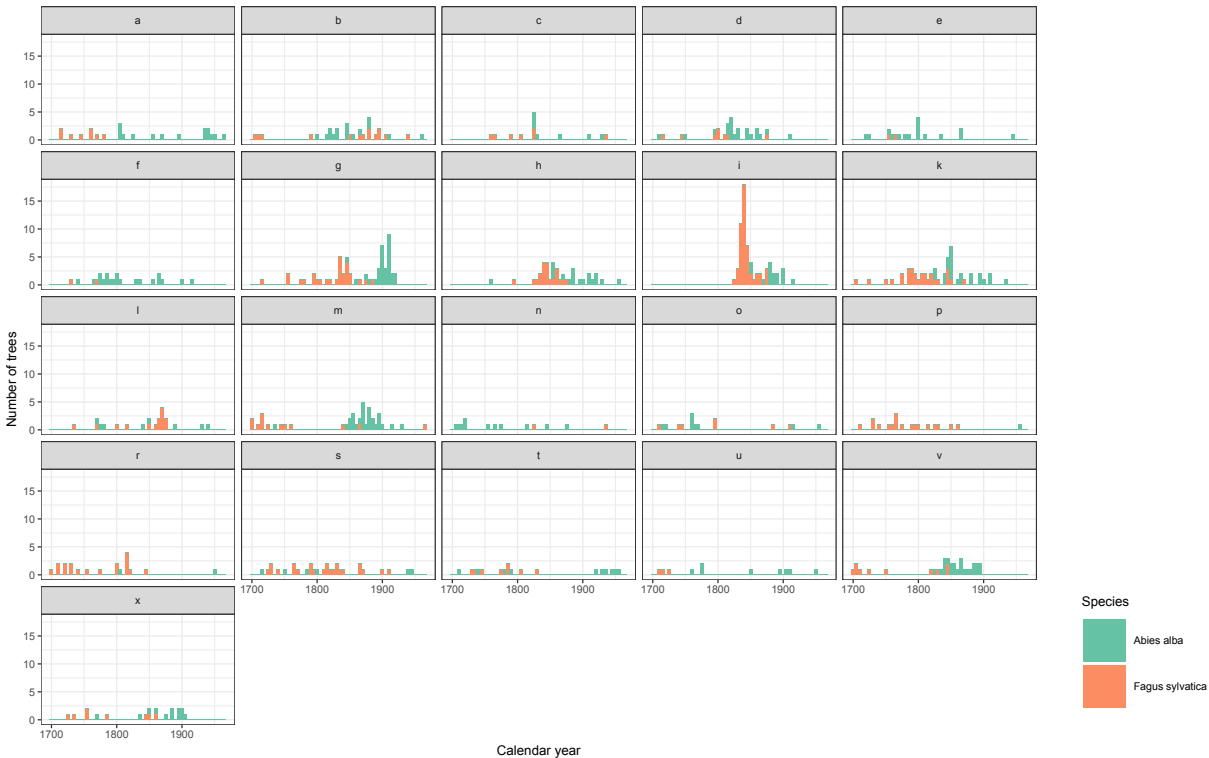 a b c d e
15
10
5
0
f g h i k
15
10
5
0
l m n o p
15
10
5
0
r s t u v
15
10
5
0
1700 1800 1900 1700 1800 1900 1700 1800 1900 1700 1800 1900
x
15
10
5
0
1700 1800 1900
Number of trees
Calendar year
Species
Abies alba
Fagus sylvatica